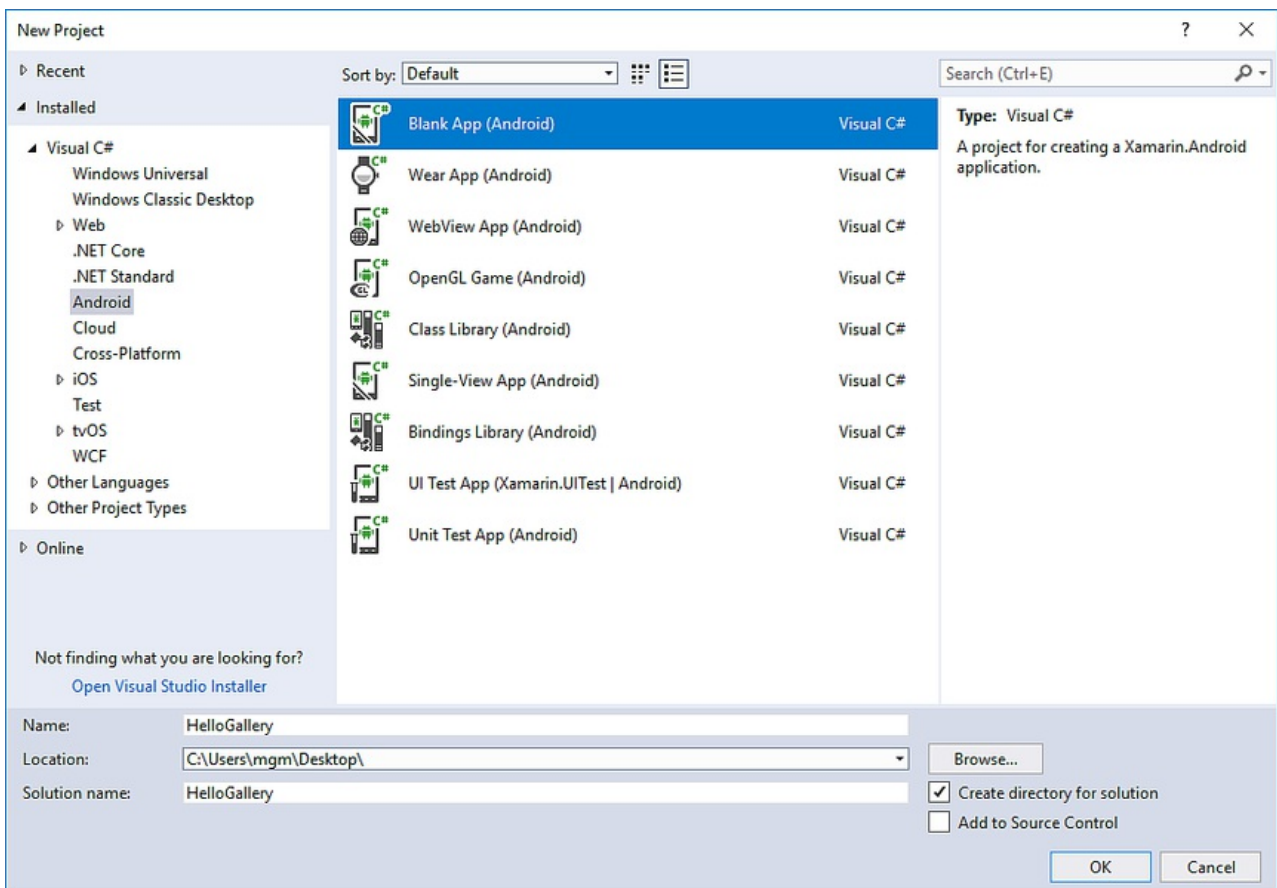 New Project
?
Recent
Installed
Visual C#
Windows Universal
Windows Classic Desktop
Web
.NET Core
.NET Standard
Android
Cloud
Cross-Platform
iOS
Test
tvOS
WCF
Other Languages
Other Project Types
Online
Not finding what you are looking for?
Open Visual Studio Installer
Sort by: Default
Blank App (Android) Visual C#
Wear App (Android) Visual C#
WebView App (Android) Visual C#
OpenGL Game (Android) Visual C#
Class Library (Android) Visual C#
Single-View App (Android) Visual C#
Bindings Library (Android) Visual C#
UI Test App (Xamarin.UITest | Android) Visual C#
Unit Test App (Android) Visual C#
Search (Ctrl+E)
Type: Visual C#
A project for creating a Xamarin.Android
application.
Name: HelloGallery
Location: C:\Users\mgm\Desktop\ Browse...
Solution name: HelloGallery
Create directory for solution
Add to Source Control
OK Cancel